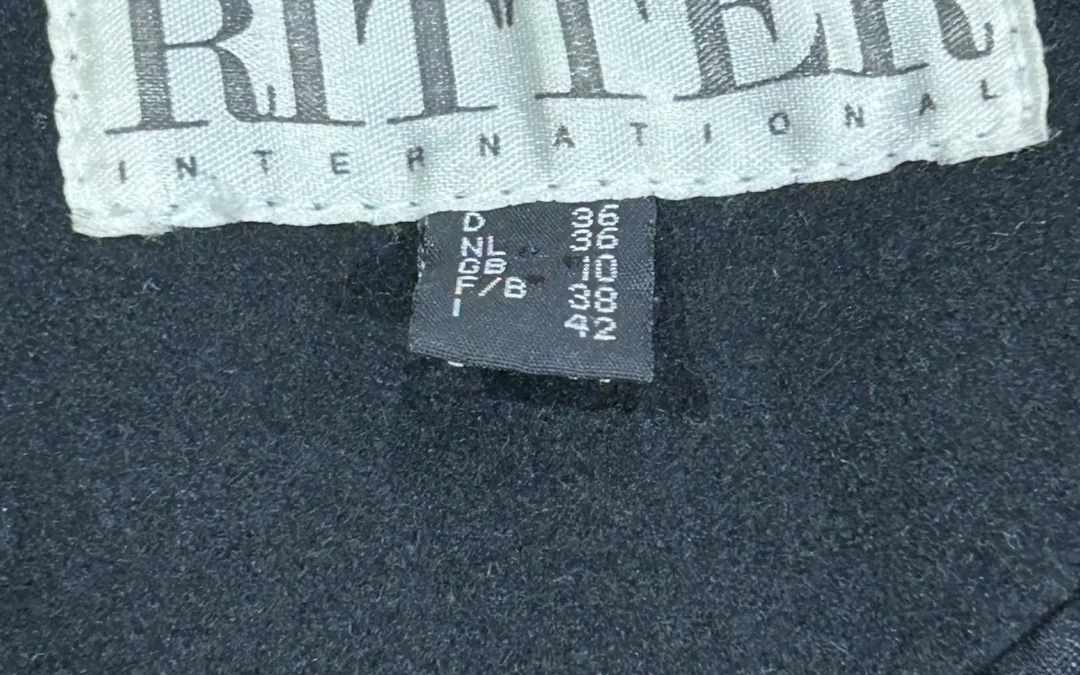 RITTER
INTERNATIONAL
D 36
NL 36
GB 10
F/B 38
I 42